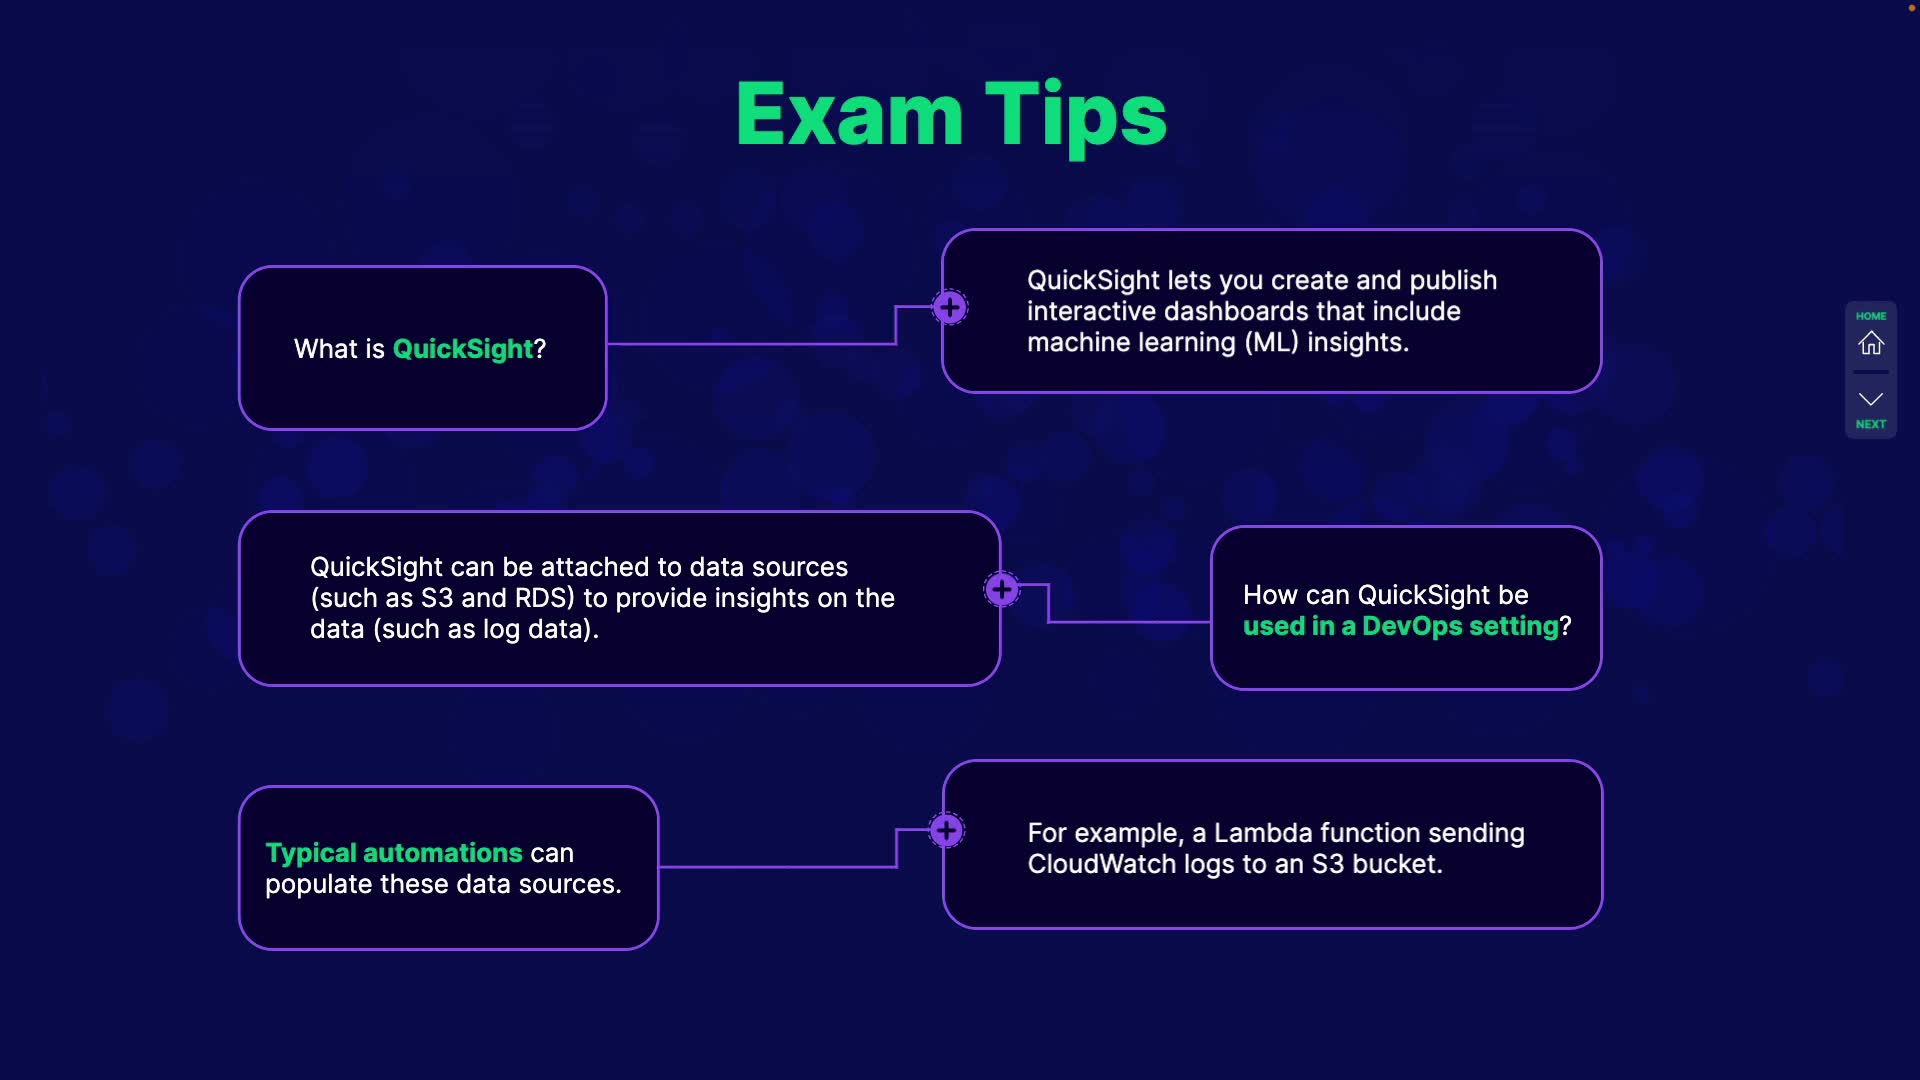 Exam Tips
What is QuickSight?
QuickSight lets you create and publish
interactive dashboards that include
machine learning (ML) insights.
HOME
NEXT
QuickSight can be attached to data sources
(such as S3 and RDS) to provide insights on the
data (such as log data).
How can QuickSight be
used in a DevOps setting?
Typical automations can
populate these data sources.
For example, a Lambda function sending
CloudWatch logs to an S3 bucket.